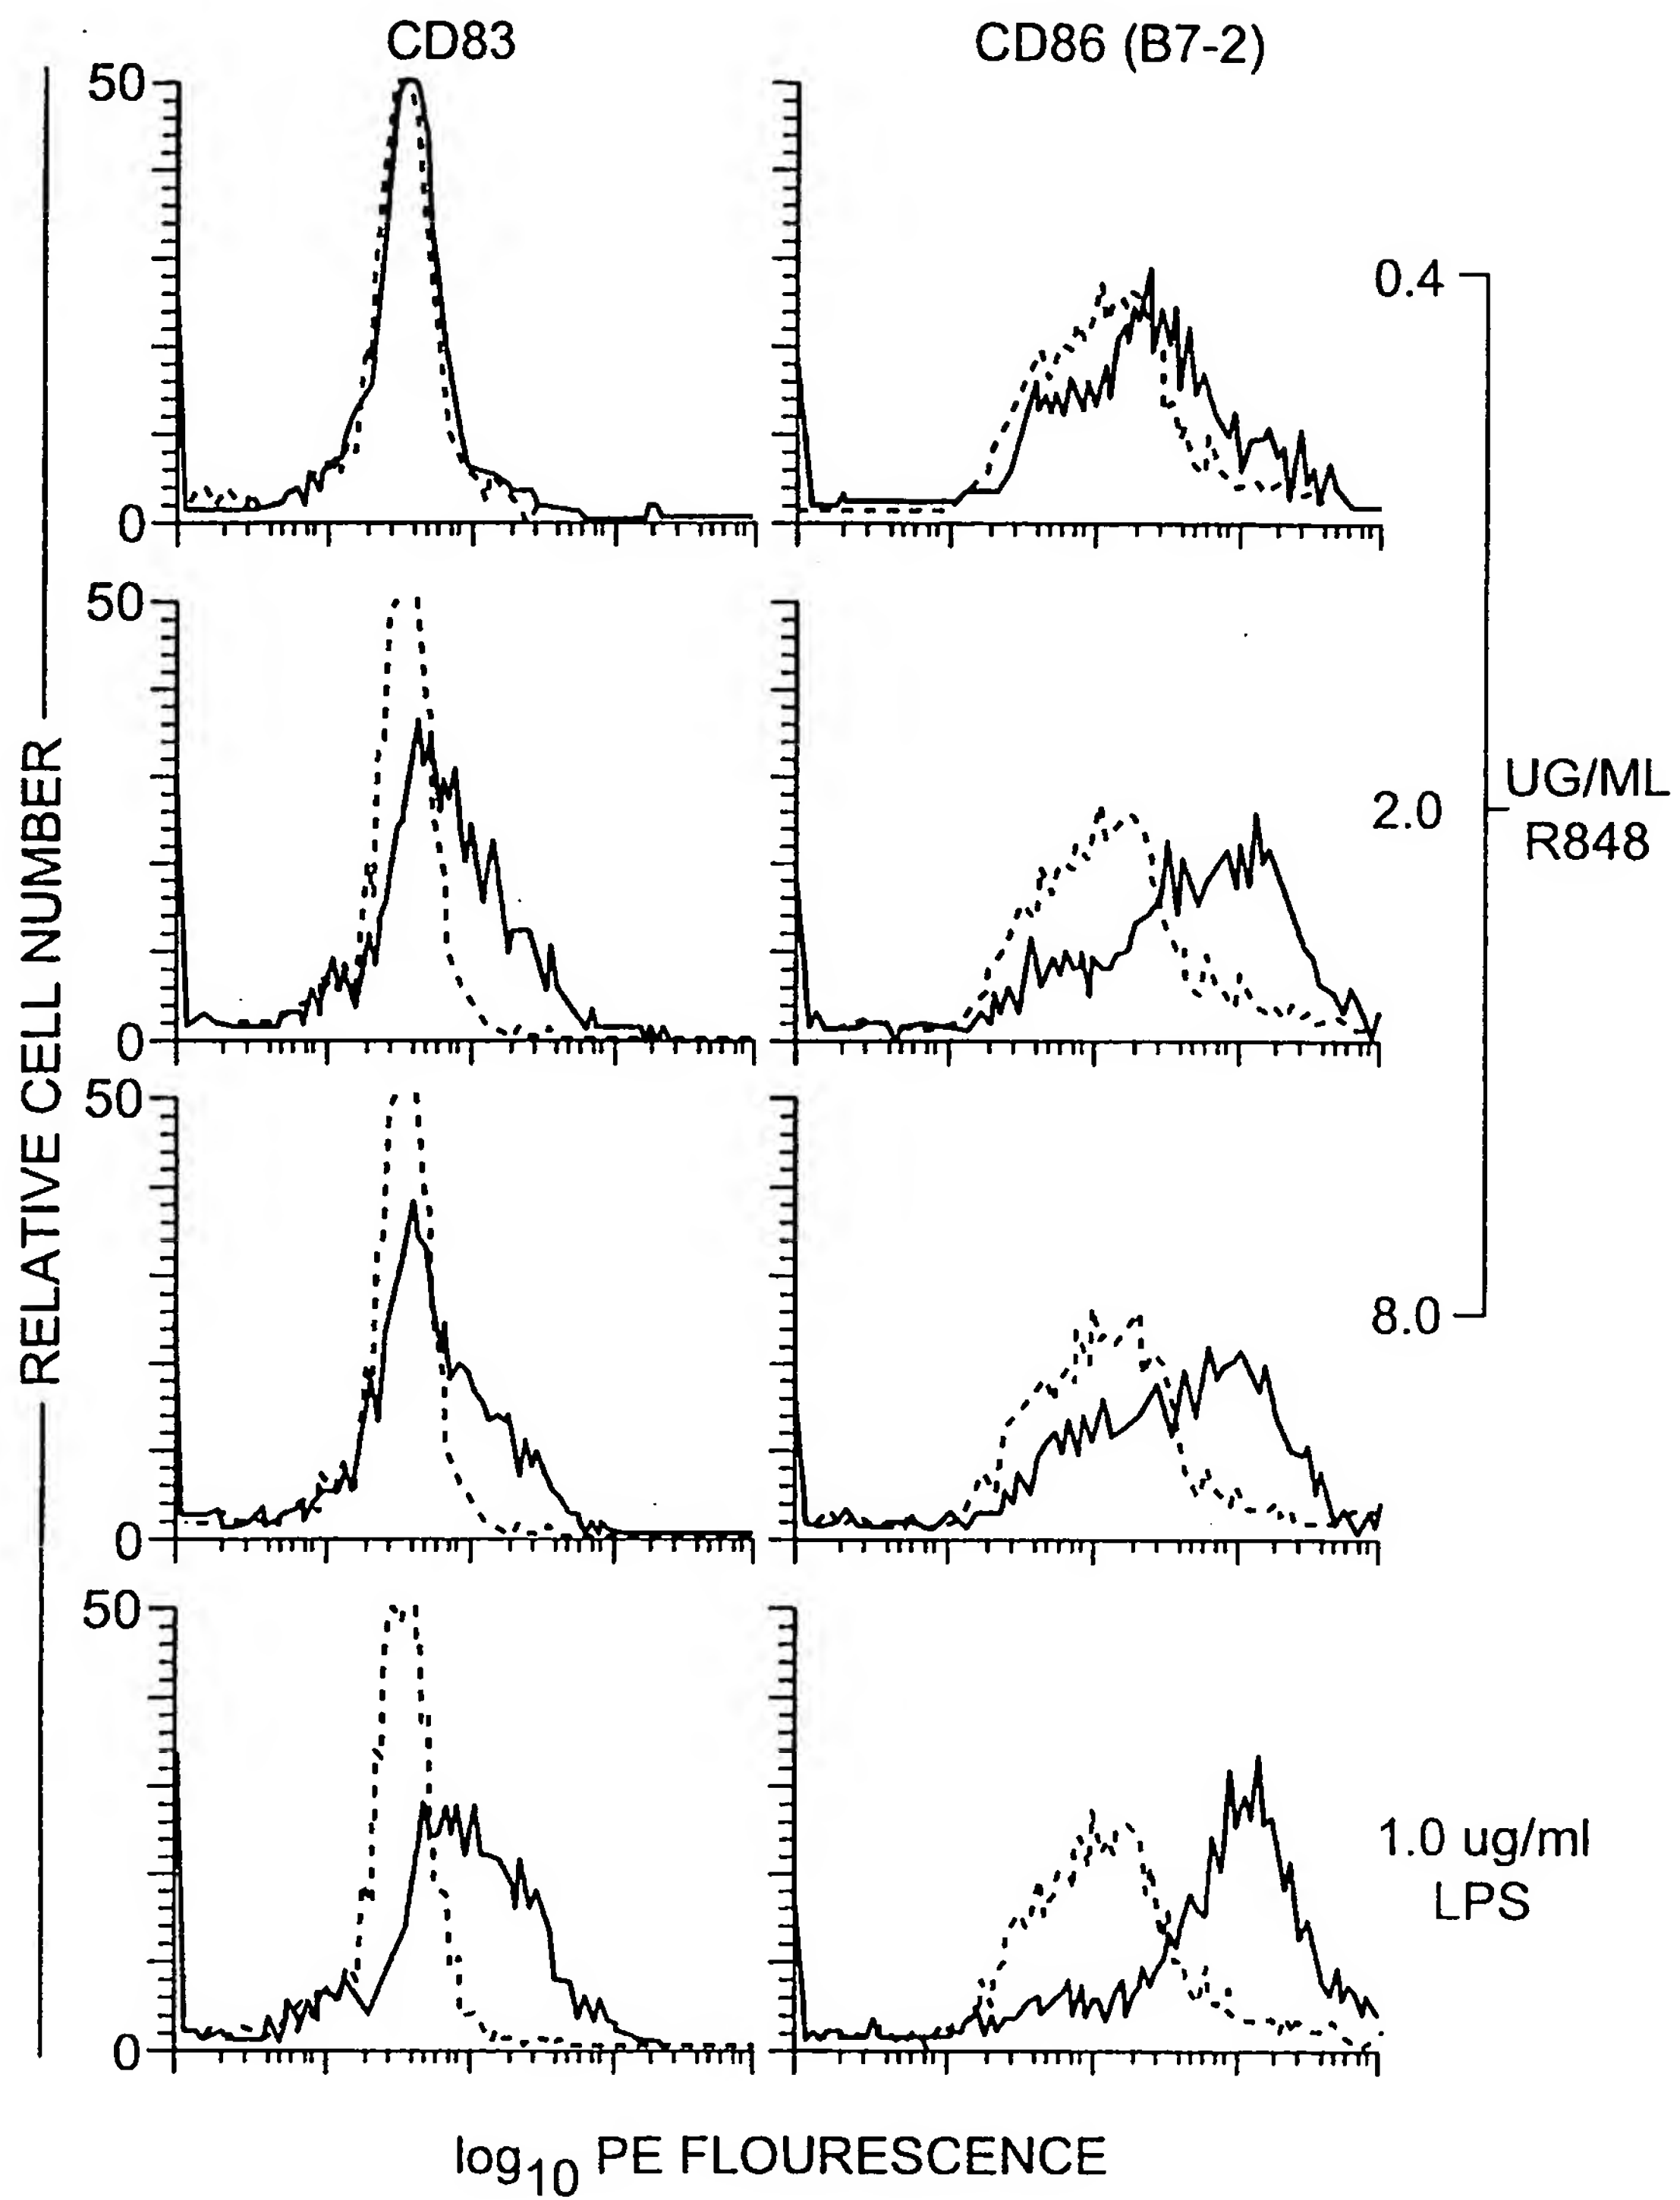 CD83
CD86 (B7-2)
50
0
0.4
50
0
2.0
UG/ML
R848
50
0
8.0
50
0
1.0 ug/ml
LPS
RELATIVE CELL NUMBER
log10 PE FLOURESCENCE